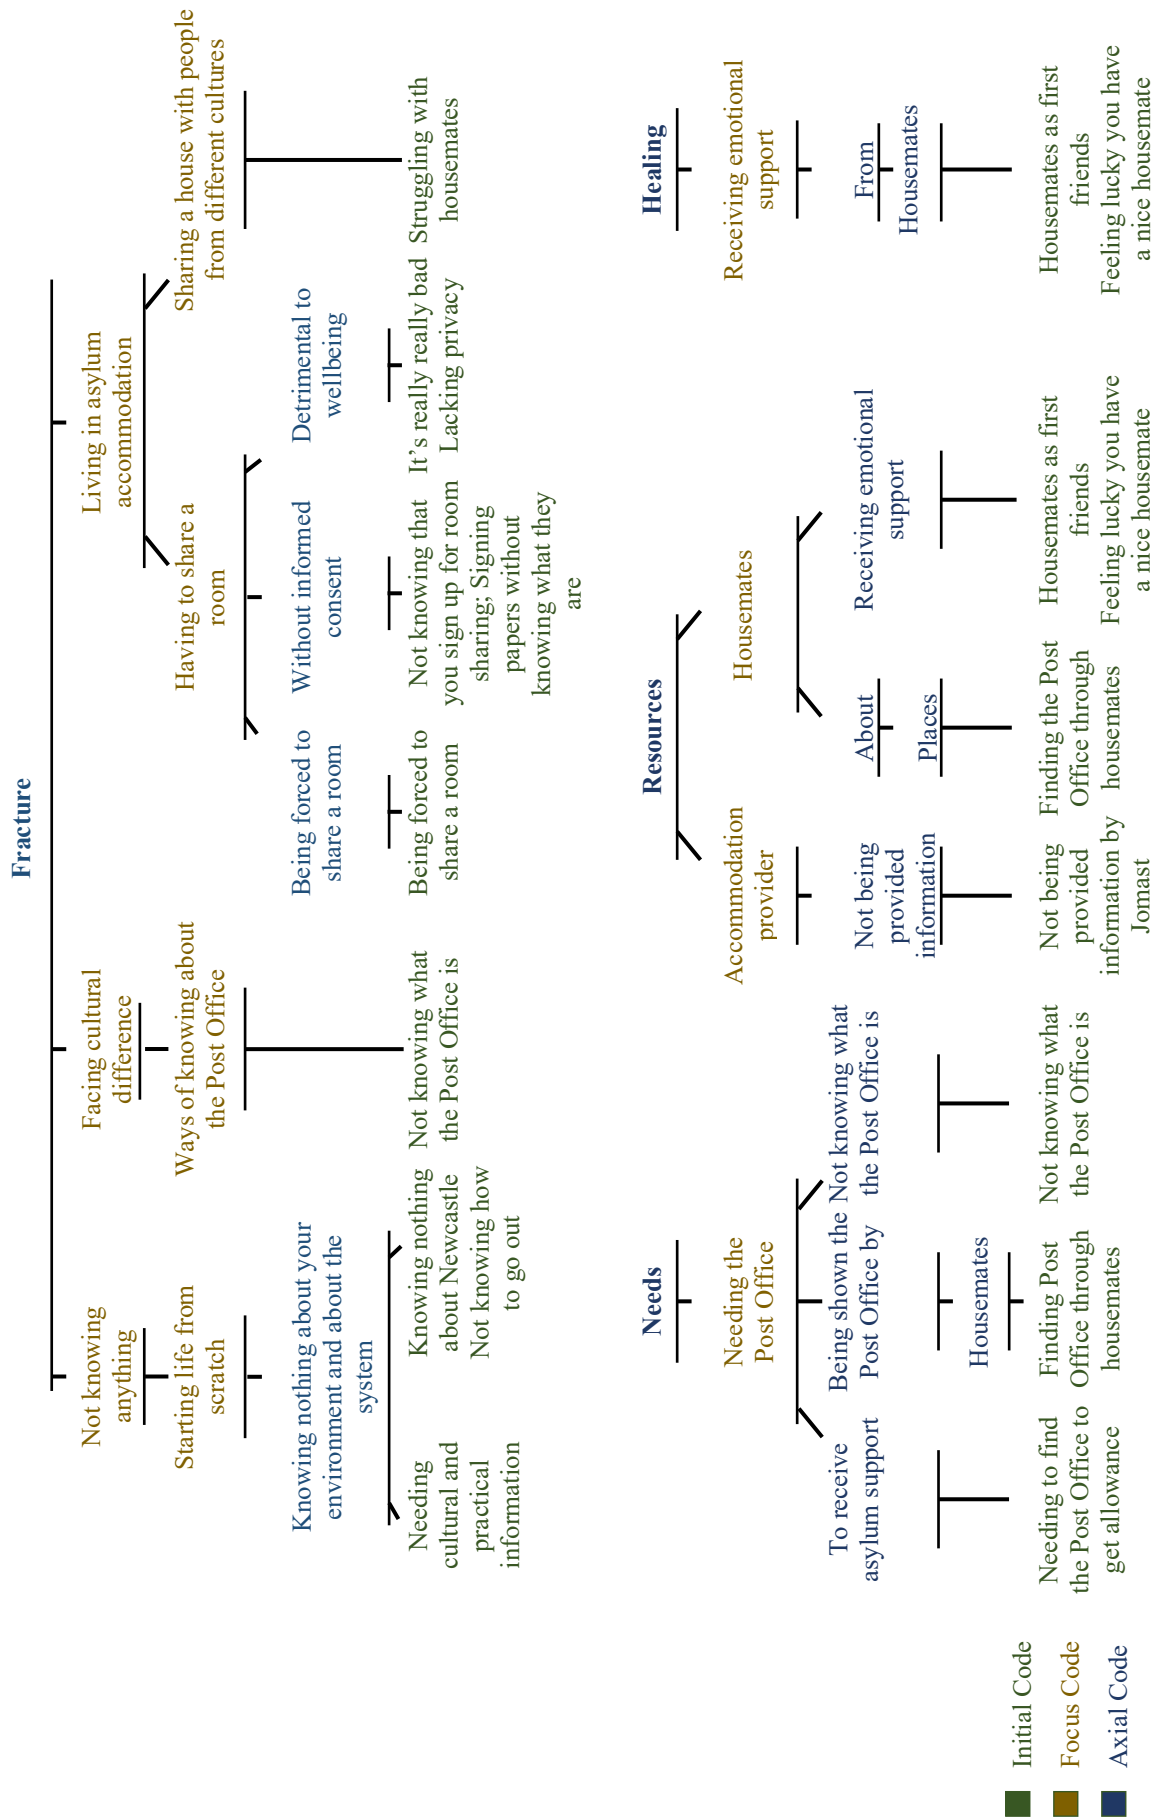 Fracture
Not knowing
anything
Facing cultural
difference
Living in asylum
accommodation
Starting life from
scratch
Ways of knowing about
the Post Office
Having to share a
room
Sharing a house with people
from different cultures
Knowing nothing about your
environment and about the
system
Being forced to
share a room
Without informed
consent
Detrimental to
wellbeing
Needing
cultural and
practical
information
Knowing nothing
about Newcastle
Not knowing how
to go out
Not knowing what
the Post Office is
Being forced to
share a room
Not knowing that
you sign up for room
sharing; Signing
papers without
knowing what they
are
It's really really bad
Lacking privacy
Struggling with
housemates
Needs
Needing the
Post Office
To receive
asylum support
Being shown the
Post Office by
Not knowing what
the Post Office is
Housemates
Needing to find
the Post Office to
get allowance
Finding Post
Office through
housemates
Not knowing what
the Post Office is
Resources
Accommodation
provider
Housemates
Not being
provided
information
About
Places
Receiving emotional
support
Not being
provided
information by
Jomast
Finding the Post
Office through
housemates
Housemates as first
friends
Feeling lucky you have
a nice housemate
Healing
Receiving emotional
support
From
Housemates
Housemates as first
friends
Feeling lucky you have
a nice housemate
Initial Code
Focus Code
Axial Code